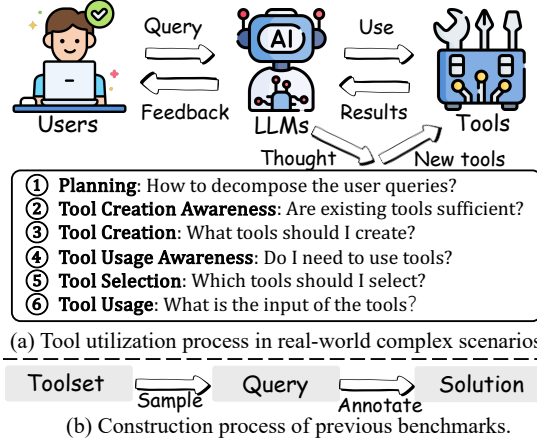 Query
Use
AI
Feedback
Results
Users
LLMs
Tools
Thought
New tools
① Planning: How to decompose the user queries?
② Tool Creation Awareness: Are existing tools sufficient?
③ Tool Creation: What tools should I create?
④ Tool Usage Awareness: Do I need to use tools?
⑤ Tool Selection: Which tools should I select?
⑥ Tool Usage: What is the input of the tools?
(a) Tool utilization process in real-world complex scenarios
Toolset
Sample
Query
Annotate
Solution
(b) Construction process of previous benchmarks.